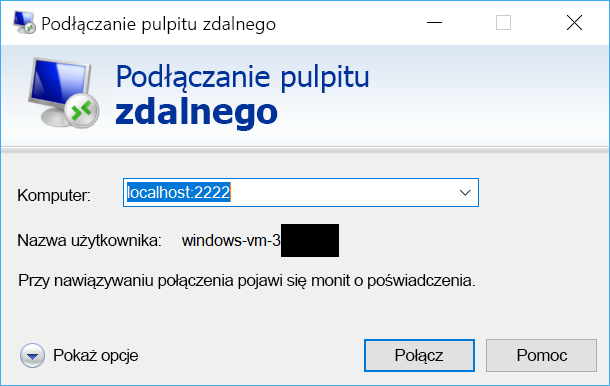 Podłączanie pulpitu zdalnego
Podłączanie pulpitu
zdalnego
Komputer: localhost:2222
Nazwa użytkownika: windows-vm-3
Przy nawiązywaniu połączenia pojawi się monit o poświadczenia.
Pokaż opcje Połącz Pomoc